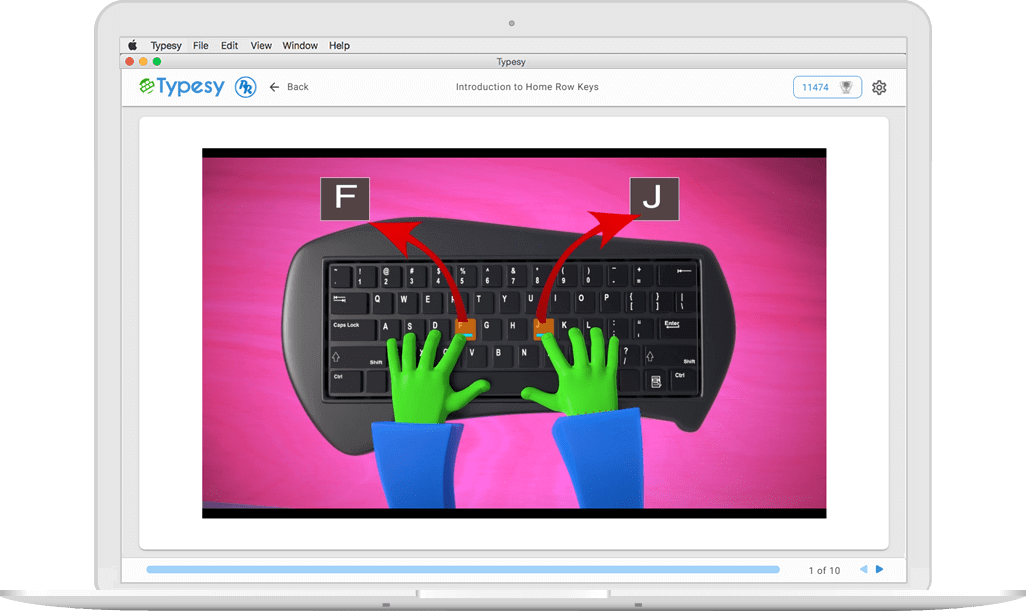 Typesy File Edit View Window Help
Typesy
Typesy R Back Introduction to Home Row Keys 11474
F J
~ ! @ # $ % ^ & * ( ) - +
. 1 2 3 4 5 6 7 8 9 0 . =
Q W E R T Y U I O P { } |
[ ] \
Caps Lock A S D F G H J K L : " Enter
; ,
Shift X C V B N ? / Shift
Ctrl Ctrl
1 of 10